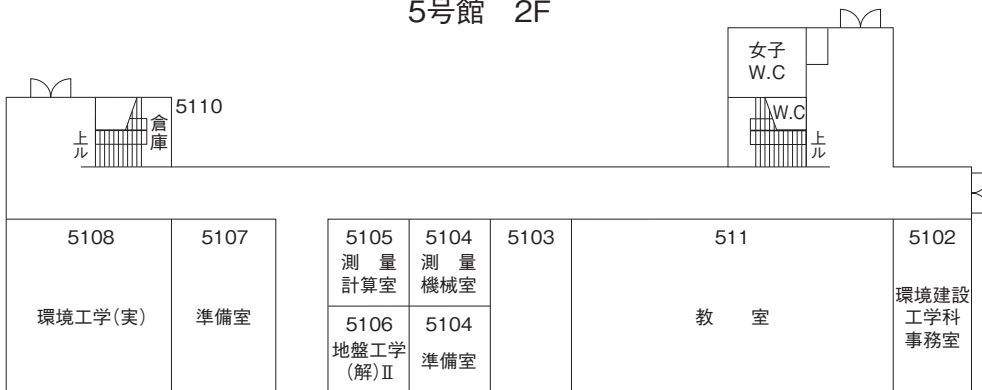 5号館 2F
女子
W.C
W.C
上ル
5110
倉庫
上ル
5108
環境工学(実)
5107
準備室
5105
測 量
計算室
5104
測 量
機械室
5106
地盤工学
(解)Ⅱ
5104
準備室
5103
511
教 室
5102
環境建設
工学科
事務室